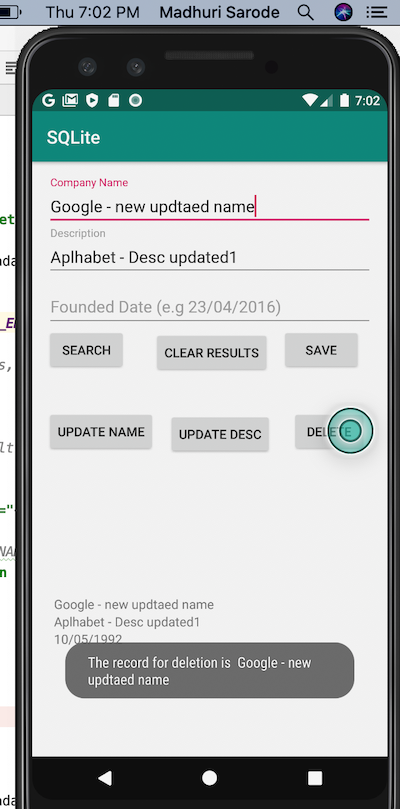 Thu 7:02 PM Madhuri Sarode
7:02
SQLite
Company Name
Google - new updtaed name
Description
Aplhabet - Desc updated1
Founded Date (e.g 23/04/2016)
SEARCH CLEAR RESULTS SAVE
UPDATE NAME UPDATE DESC DELETE
Google - new updtaed name
Aplhabet - Desc updated1
10/05/1992
The record for deletion is Google - new
updtaed name